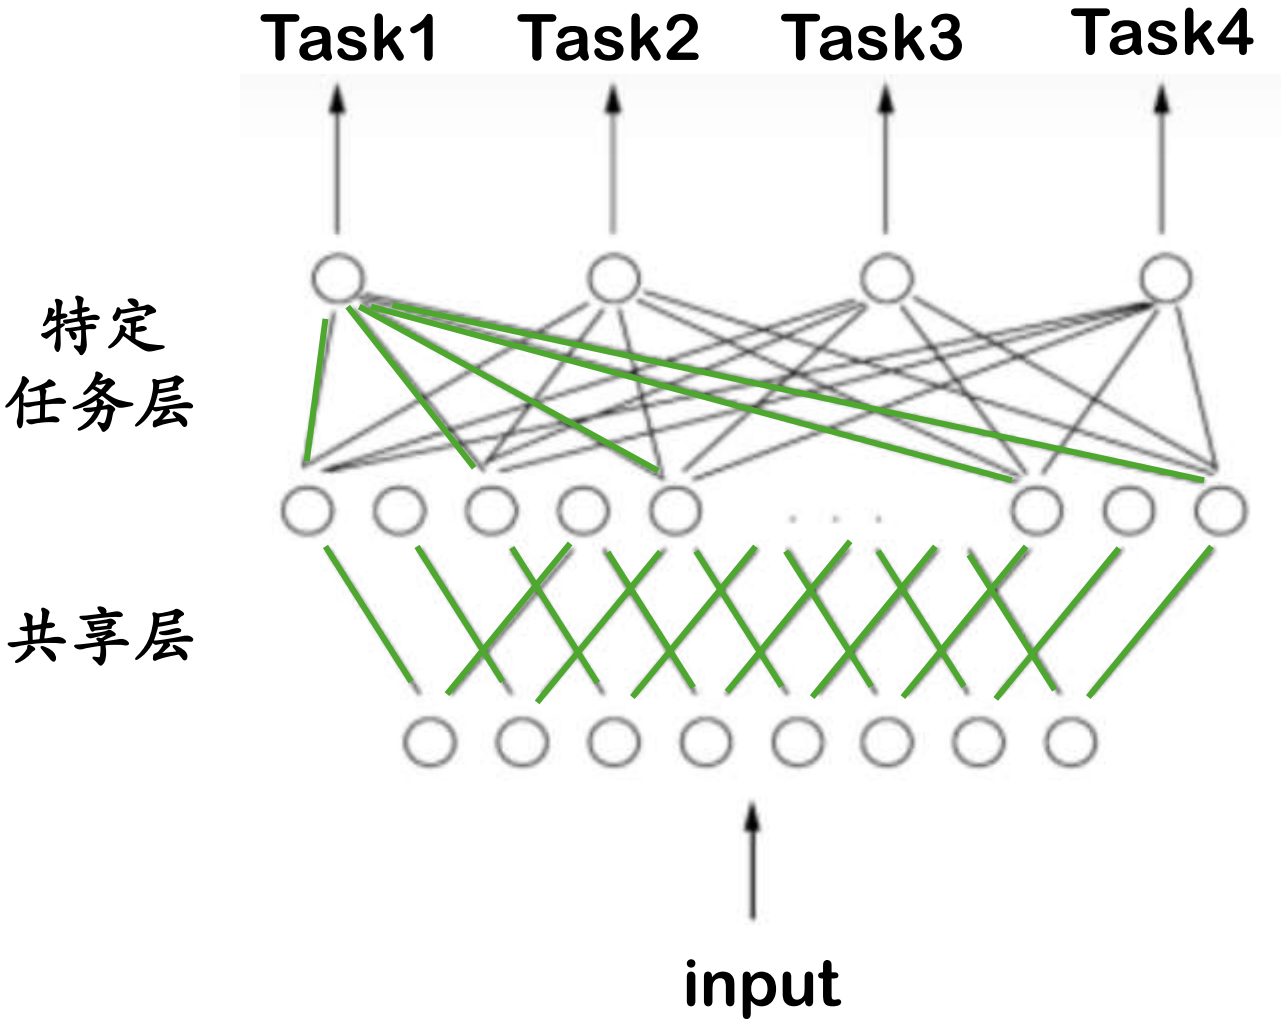 Task1 Task2 Task3 Task4
特定
任务层
. . .
共享层
input